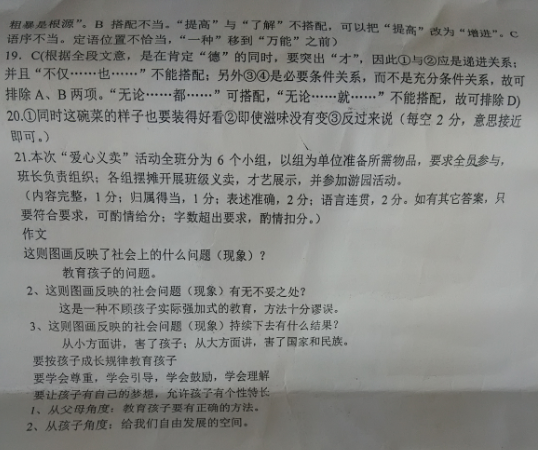 粗暴是根源”。B 搭配不当。“提高”与“了解”不搭配，可以把“提高”改为“增进”。C
语序不当。定语位置不恰当，“一种”移到“万能”之前）
19．C(根据全段文意，是在肯定“德”的同时，要突出“才”，因此①与②应是递进关系；
并且“不仅……也……”不能搭配；另外③④是必要条件关系，而不是充分条件关系，故可
排除 A、B 两项。“无论……都……”可搭配，“无论……就……”不能搭配，故可排除 D)
20.①同时这碗菜的样子也要装得好看②即使滋味没有变③反过来说（每空 2 分，意思接近
即可。）
21.本次“爱心义卖”活动全班分为 6 个小组，以组为单位准备所需物品，要求全员参与，
班长负责组织；各组摆摊开展班级义卖，才艺展示，并参加游园活动。
（内容完整，1 分；归属得当，1 分；表述准确，2 分；语言连贯，2 分。如有其它答案，只
要符合要求，可酌情给分；字数超出要求，酌情扣分。）
作文
这则图画反映了社会上的什么问题（现象）？
教育孩子的问题。
2、这则图画反映的社会问题（现象）有无不妥之处？
这是一种不顾孩子实际强加式的教育，方法十分谬误。
3、这则图画反映的社会问题（现象）持续下去有什么结果？
从小方面讲，害了孩子；从大方面讲，害了国家和民族。
要按孩子成长规律教育孩子
要学会尊重，学会引导，学会鼓励，学会理解
要让孩子有自己的梦想，允许孩子有个性特长
1、从父母角度：教育孩子要有正确的方法。
2、从孩子角度：给我们自由发展的空间。